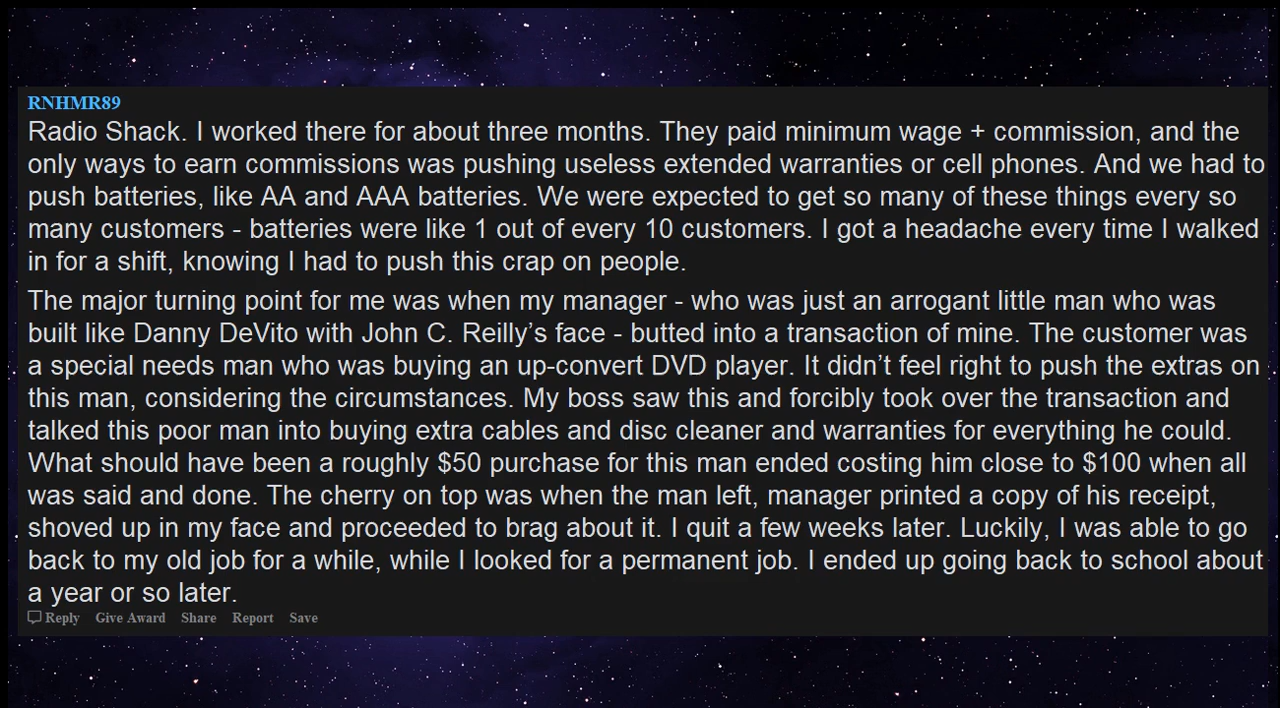 RNHMR89
Radio Shack. I worked there for about three months. They paid minimum wage + commission, and the
only ways to earn commissions was pushing useless extended warranties or cell phones. And we had to
push batteries, like AA and AAA batteries. We were expected to get so many of these things every so
many customers - batteries were like 1 out of every 10 customers. I got a headache every time I walked
in for a shift, knowing I had to push this crap on people.
The major turning point for me was when my manager - who was just an arrogant little man who was
built like Danny DeVito with John C. Reilly’s face - butted into a transaction of mine. The customer was
a special needs man who was buying an up-convert DVD player. It didn’t feel right to push the extras on
this man, considering the circumstances. My boss saw this and forcibly took over the transaction and
talked this poor man into buying extra cables and disc cleaner and warranties for everything he could.
What should have been a roughly $50 purchase for this man ended costing him close to $100 when all
was said and done. The cherry on top was when the man left, manager printed a copy of his receipt,
shoved up in my face and proceeded to brag about it. I quit a few weeks later. Luckily, I was able to go
back to my old job for a while, while I looked for a permanent job. I ended up going back to school about
a year or so later.
Reply Give Award Share Report Save